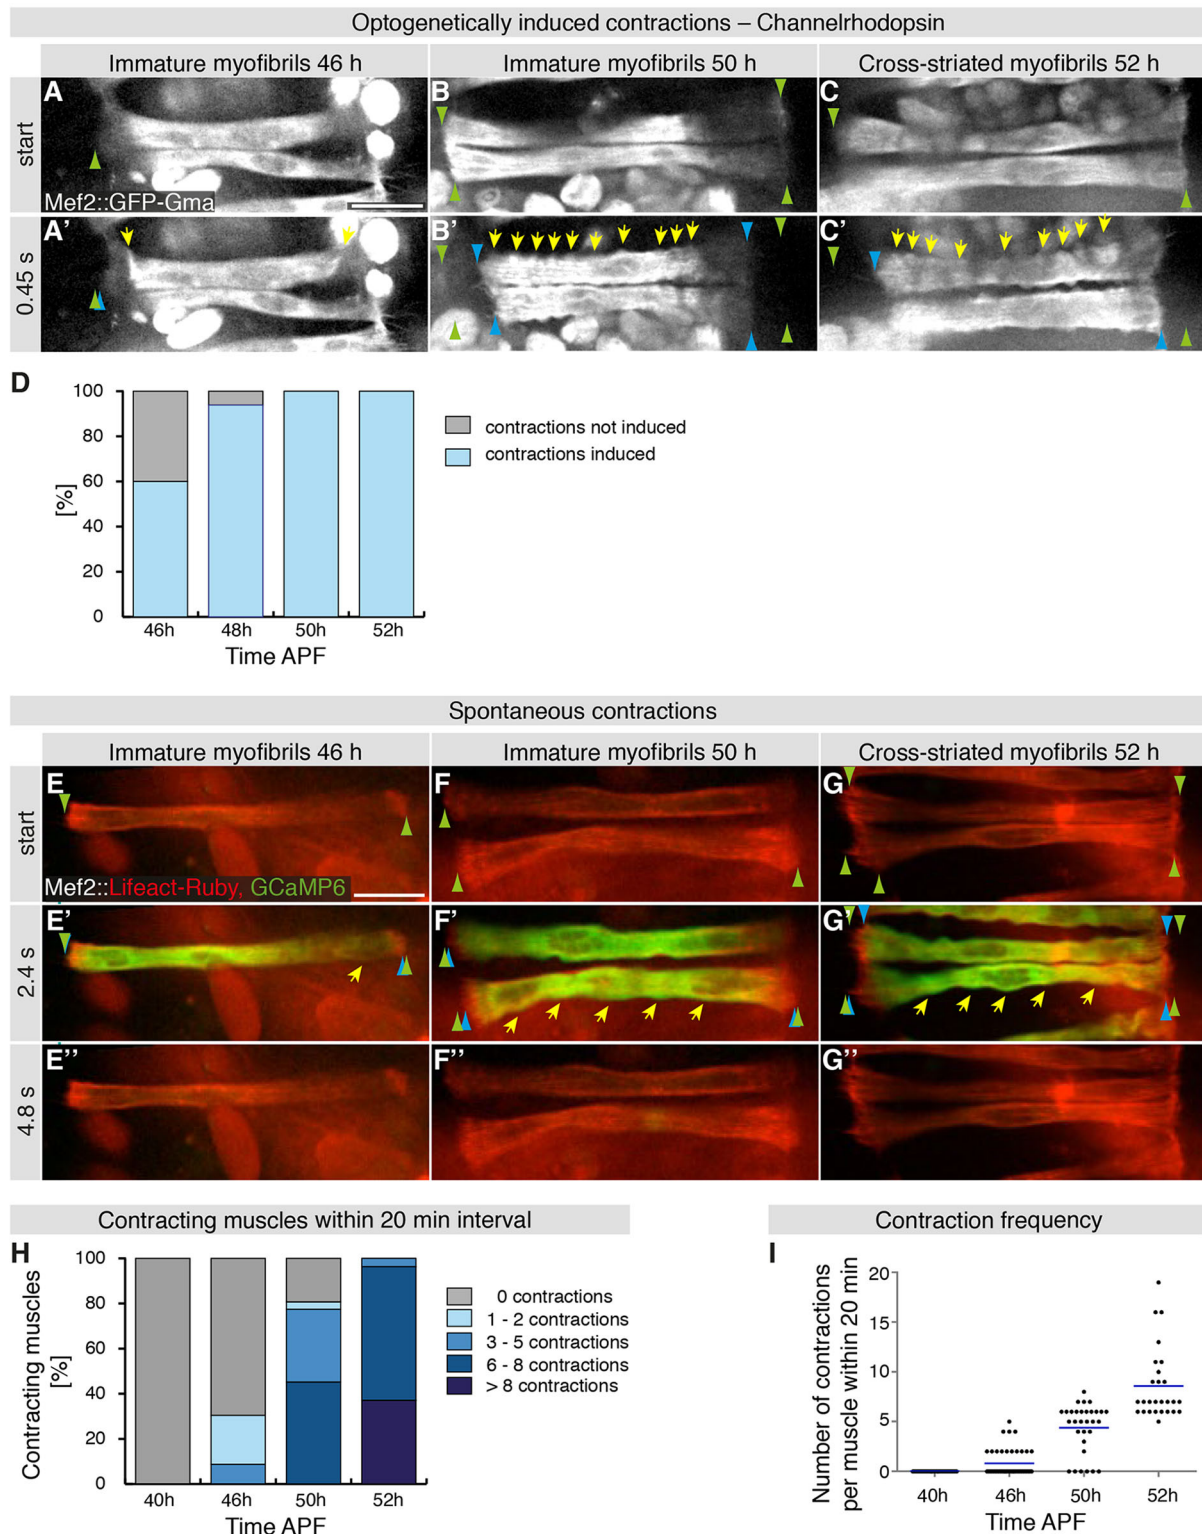 Optogenetically induced contractions – Channelrhodopsin
Immature myofibrils 46 h
Immature myofibrils 50 h
Cross-striated myofibrils 52 h
start
A
B
C
Mef2::GFP-Gma
0.45 s
A’
B’
C’
D
100
80
60
40
20
0
[%]
46h
48h
50h
52h
Time APF
contractions not induced
contractions induced
Spontaneous contractions
Immature myofibrils 46 h
Immature myofibrils 50 h
Cross-striated myofibrils 52 h
start
E
F
G
Mef2::Lifeact-Ruby, GCaMP6
2.4 s
E’
F’
G’
4.8 s
E’’
F’’
G’’
Contracting muscles within 20 min interval
H
Contracting muscles
[%]
100
80
60
40
20
0
40h
46h
50h
52h
Time APF
0 contractions
1 - 2 contractions
3 - 5 contractions
6 - 8 contractions
> 8 contractions
Contraction frequency
I
Number of contractions
per muscle within 20 min
20
15
10
5
0
40h
46h
50h
52h
Time APF